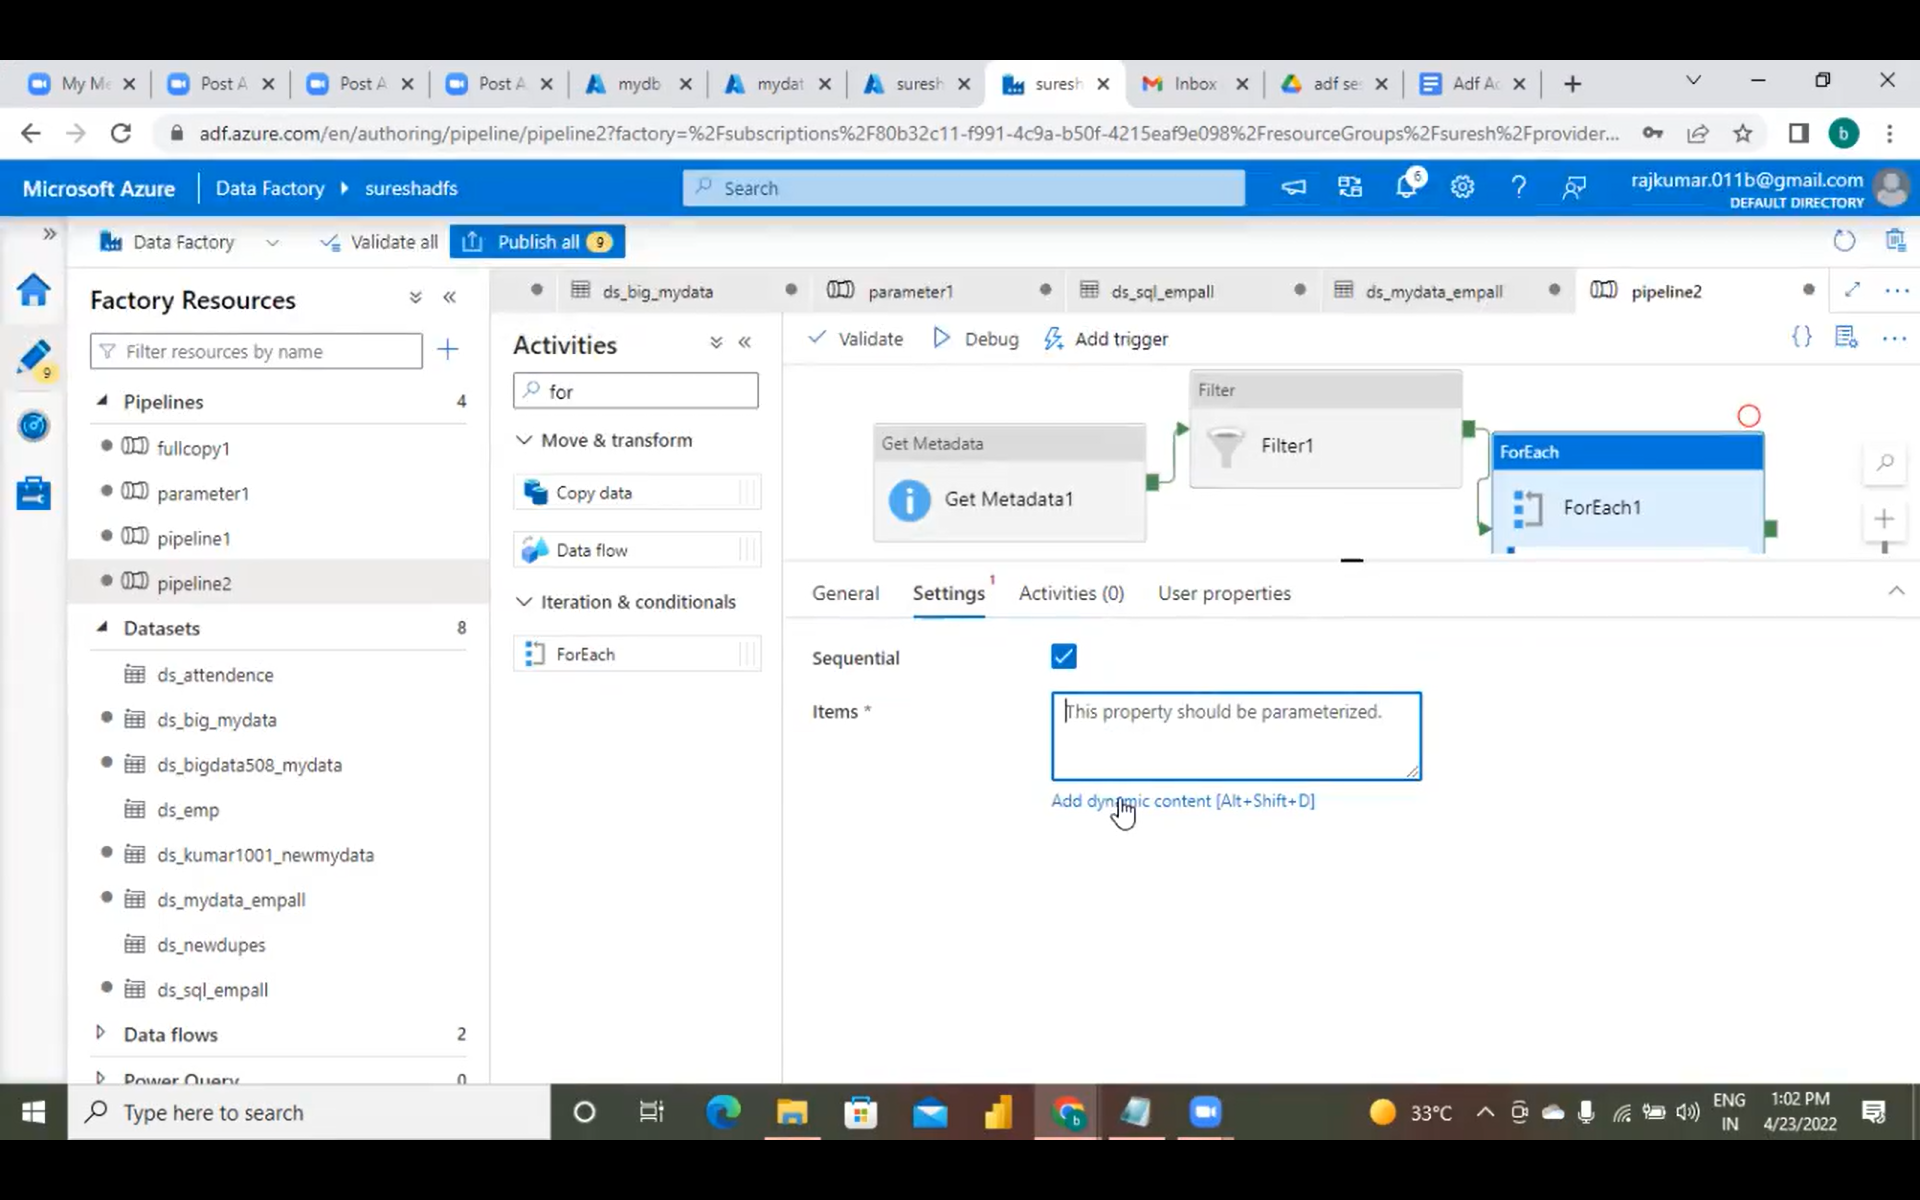 My Me
Post A
Post A
Post A
mydb
mydat
suresh
suresh
Inbox
adf se
Adf Ac
adf.azure.com/en/authoring/pipeline/pipeline2?factory=%2Fsubscriptions%2F80b32c11-f991-4c9a-b50f-4215eaf9e098%2FresourceGroups%2Fsuresh%2Fprovider...
b
Microsoft Azure
Data Factory
sureshadfs
Search
6
rajkumar.011b@gmail.com
DEFAULT DIRECTORY
Data Factory
Validate all
Publish all 9
Factory Resources
ds_big_mydata
parameter1
ds_sql_empall
ds_mydata_empall
pipeline2
Filter resources by name
9
Activities
for
Validate
Debug
Add trigger
Pipelines 4
fullcopy1
parameter1
pipeline1
pipeline2
Datasets 8
ds_attendence
ds_big_mydata
ds_bigdata508_mydata
ds_emp
ds_kumar1001_newmydata
ds_mydata_empall
ds_newdupes
ds_sql_empall
Data flows 2
Power Query 0
Move & transform
Copy data
Data flow
Iteration & conditionals
ForEach
Get Metadata
Get Metadata1
Filter
Filter1
ForEach
ForEach1
General
Settings 1
Activities (0)
User properties
Sequential
Items *
This property should be parameterized.
Add dynamic content [Alt+Shift+D]
Type here to search
33°C
ENG
IN
1:02 PM
4/23/2022